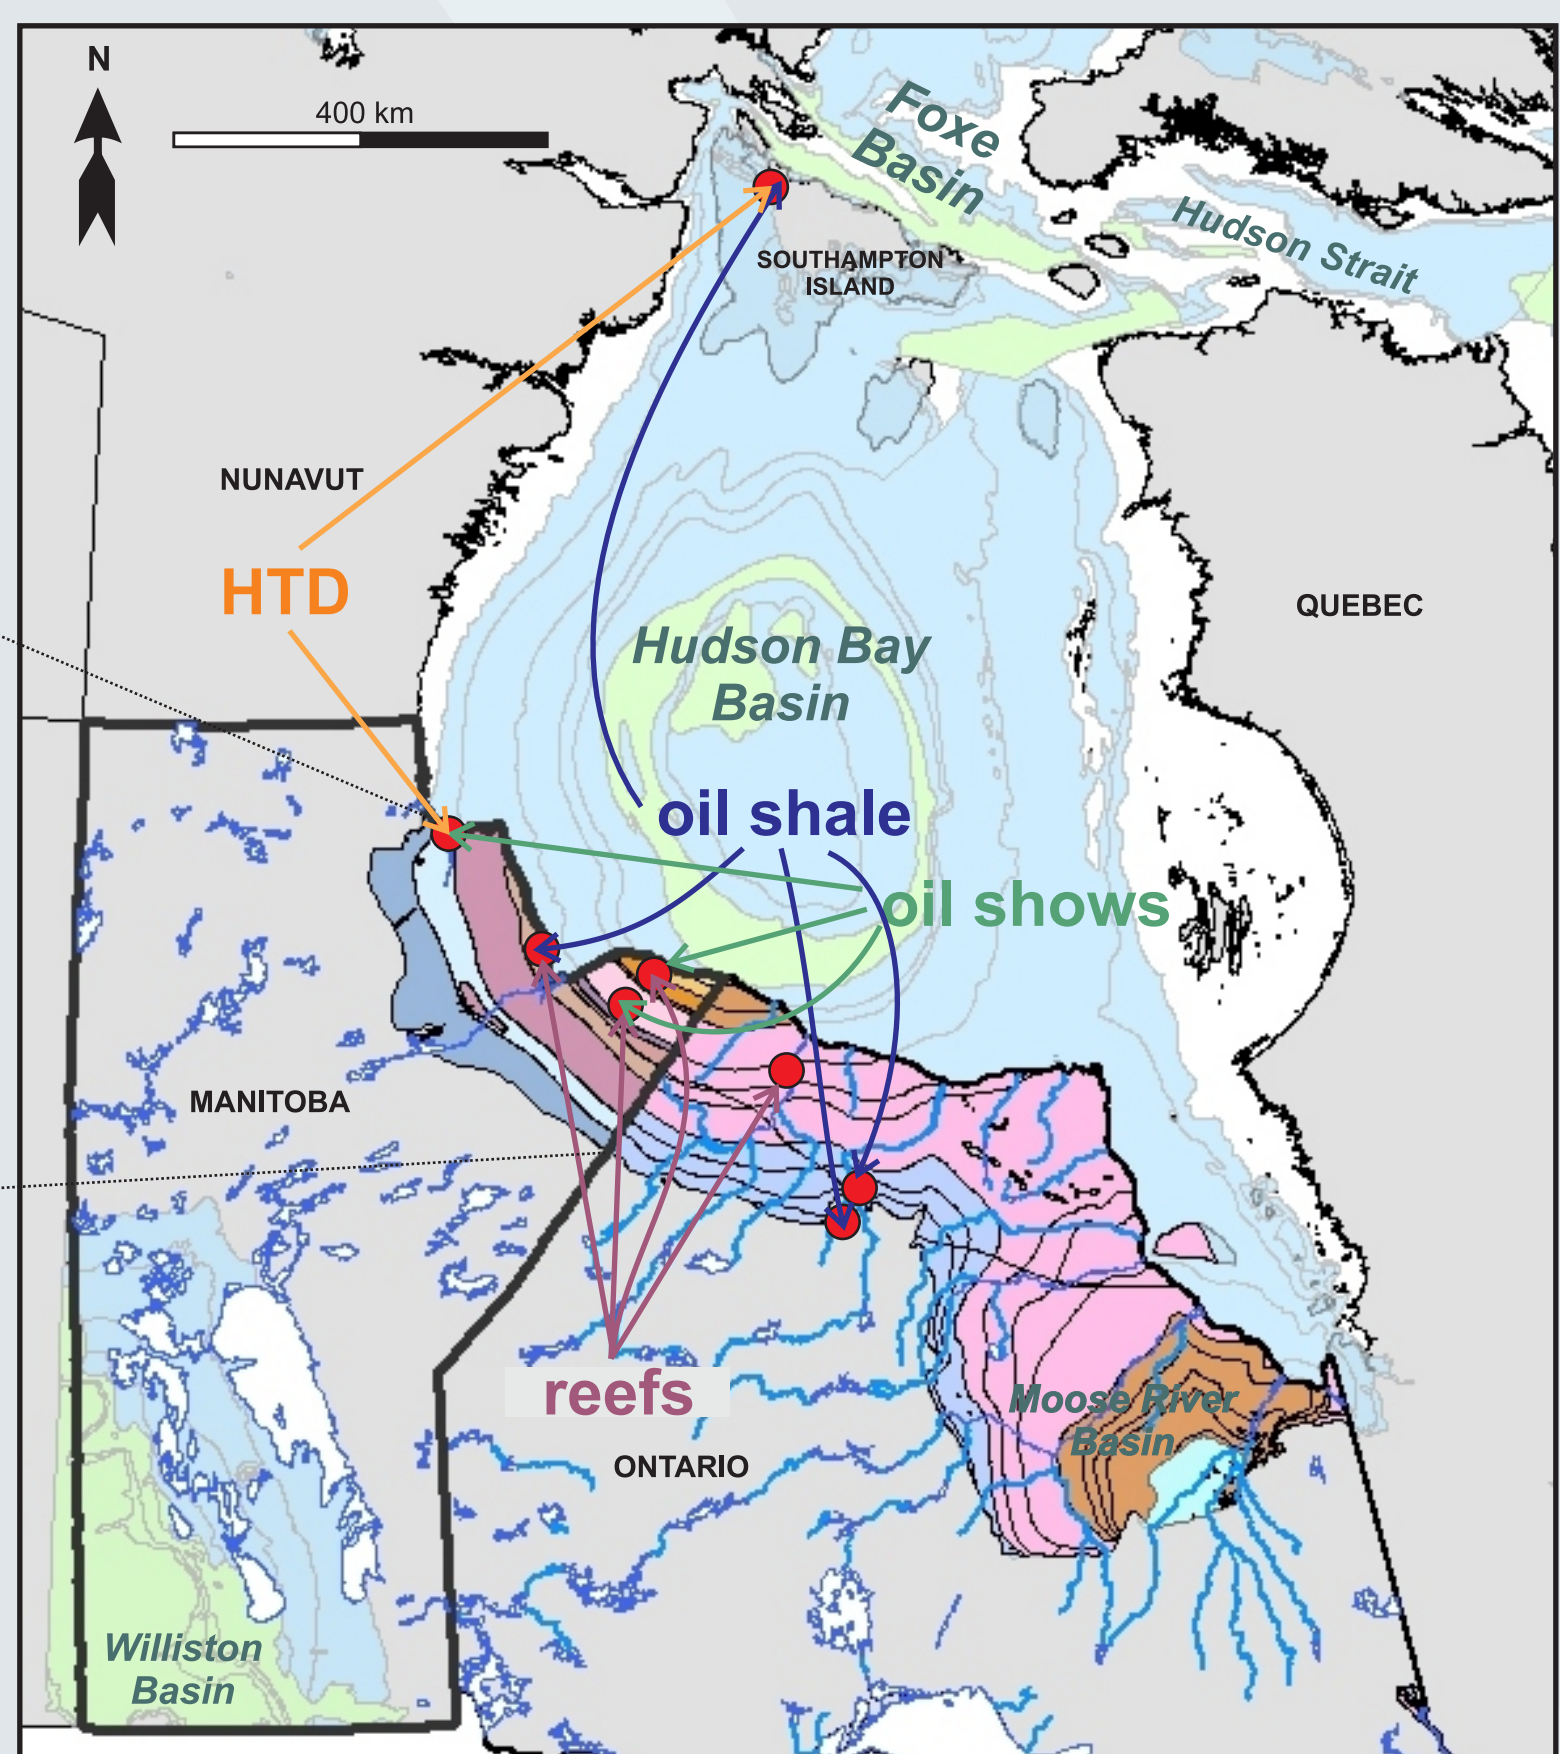 N
400 km
Foxe
Basin
Hudson Strait
SOUTHAMPTON
ISLAND
NUNAVUT
HTD
QUEBEC
Hudson Bay
Basin
oil shale
oil shows
MANITOBA
reefs
Moose River
Basin
ONTARIO
Williston
Basin